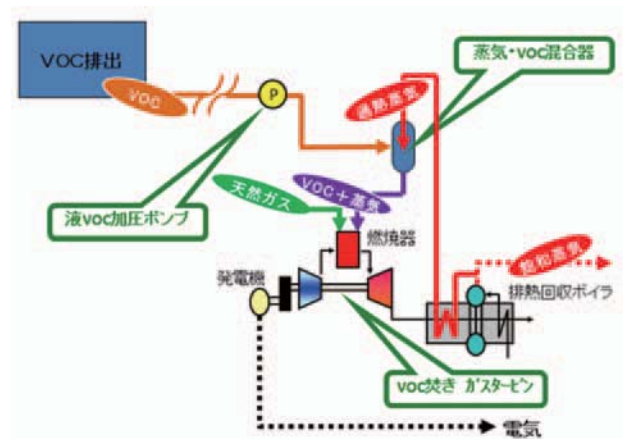 VOC排出
VOC
P
蒸気・voc混合器
過熱蒸気
天然ガス
VOC+蒸気
液voc加圧ポンプ
燃焼器
飽和蒸気
発電機
排熱回収ボイラ
voc焚き ガスタービン
電気